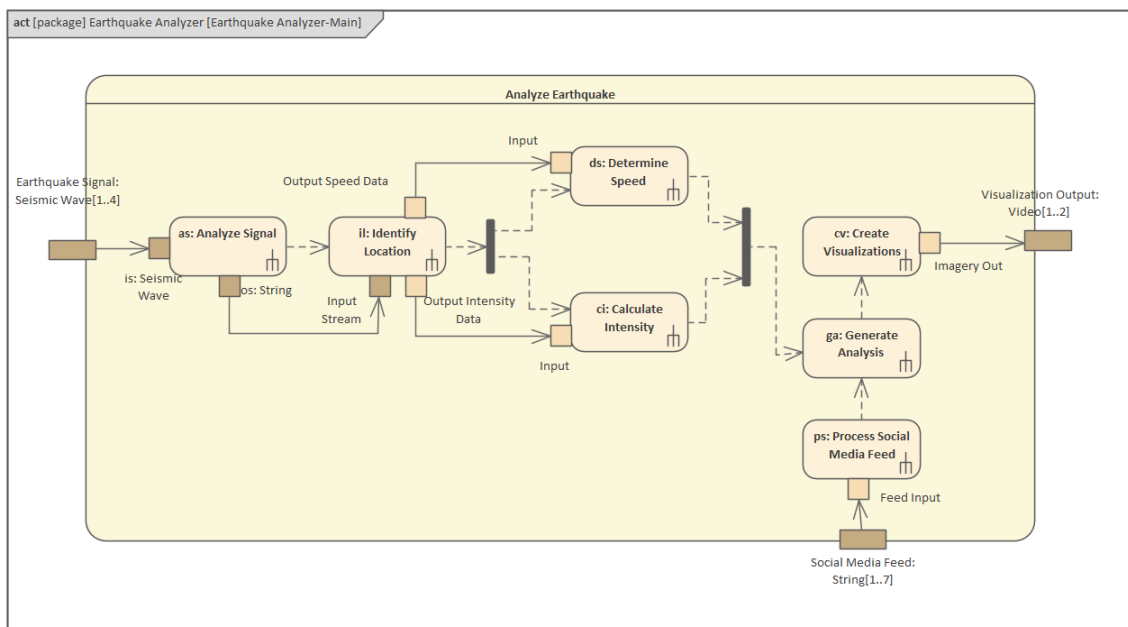 act [package] Earthquake Analyzer [Earthquake Analyzer-Main]
Analyze Earthquake
Earthquake Signal:
Seismic Wave[1..4]
as: Analyze Signal
is: Seismic
Wave
os: String
Output Speed Data
il: Identify
Location
Input
Stream
Output Intensity
Data
Input
ds: Determine
Speed
ci: Calculate
Intensity
Input
cv: Create
Visualizations
Imagery Out
Visualization Output:
Video[1..2]
ga: Generate
Analysis
ps: Process Social
Media Feed
Feed Input
Social Media Feed:
String[1..7]